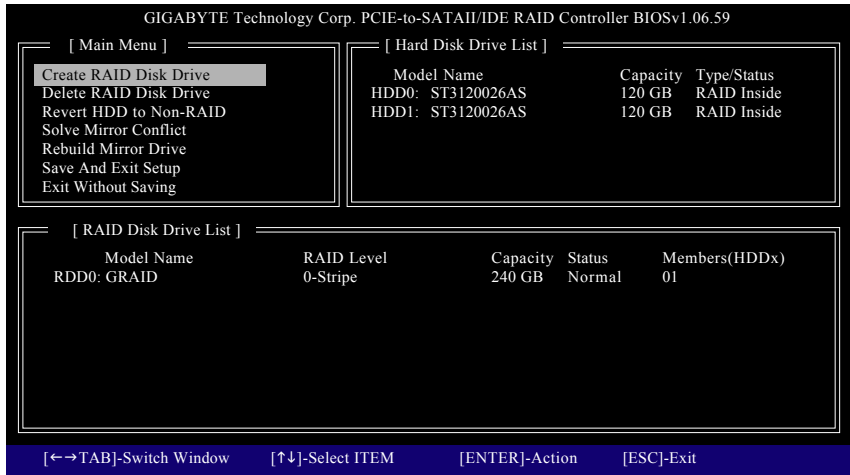 GIGABYTE Technology Corp. PCIE-to-SATAII/IDE RAID Controller BIOSv1.06.59
[ Main Menu ]
Create RAID Disk Drive
Delete RAID Disk Drive
Revert HDD to Non-RAID
Solve Mirror Conflict
Rebuild Mirror Drive
Save And Exit Setup
Exit Without Saving
[ Hard Disk Drive List ]
Model Name Capacity Type/Status
HDD0: ST3120026AS 120 GB RAID Inside
HDD1: ST3120026AS 120 GB RAID Inside
[ RAID Disk Drive List ]
Model Name RAID Level Capacity Status Members(HDDx)
RDD0: GRAID 0-Stripe 240 GB Normal 01
[←→TAB]-Switch Window [↑↓]-Select ITEM [ENTER]-Action [ESC]-Exit